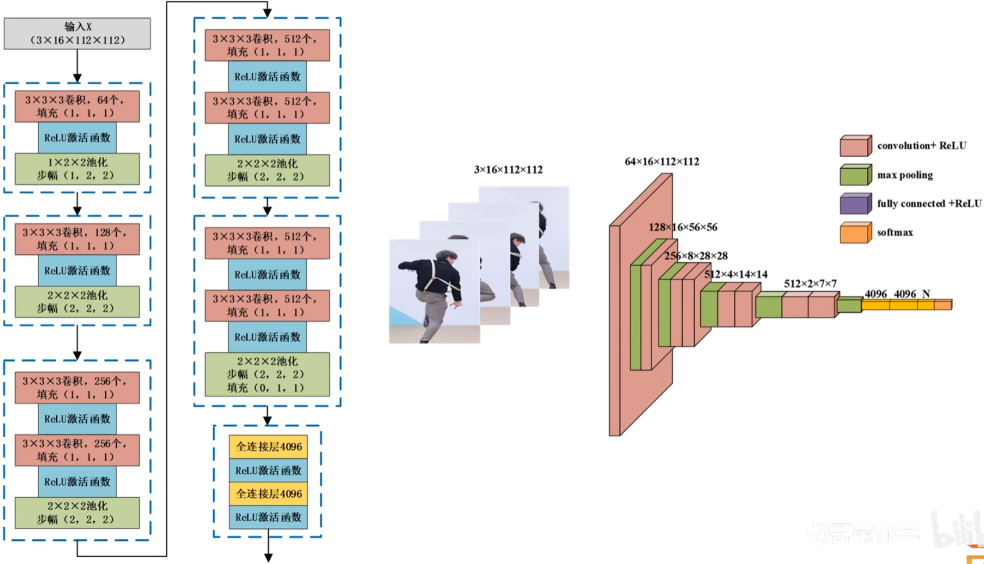 输入X
(3×16×112×112)
3×3×3卷积，64个，
填充（1，1，1）
ReLU激活函数
1×2×2池化
步幅（1，2，2）
3×3×3卷积，128个，
填充（1，1，1）
ReLU激活函数
2×2×2池化
步幅（2，2，2）
3×3×3卷积，256个，
填充（1，1，1）
ReLU激活函数
3×3×3卷积，256个，
填充（1，1，1）
ReLU激活函数
2×2×2池化
步幅（2，2，2）
3×3×3卷积，512个，
填充（1，1，1）
ReLU激活函数
3×3×3卷积，512个，
填充（1，1，1）
ReLU激活函数
2×2×2池化
步幅（2，2，2）
3×3×3卷积，512个，
填充（1，1，1）
ReLU激活函数
3×3×3卷积，512个，
填充（1，1，1）
ReLU激活函数
2×2×2池化
步幅（2，2，2）
填充（0，1，1）
全连接层4096
ReLU激活函数
全连接层4096
ReLU激活函数
3×16×112×112
64×16×112×112
128×16×56×56
256×8×28×28
512×4×14×14
512×2×7×7
4096 4096 N
convolution+ ReLU
max pooling
fully connected +ReLU
softmax